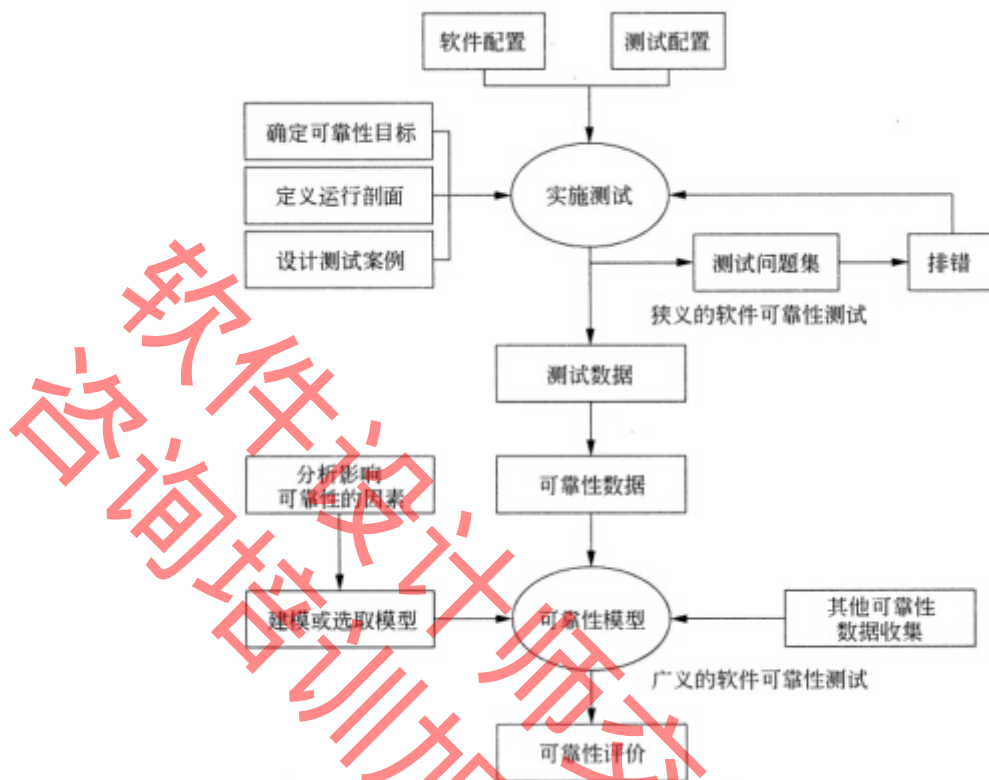 软件配置
测试配置
确定可靠性目标
定义运行剖面
设计测试案例
实施测试
测试问题集
排错
狭义的软件可靠性测试
测试数据
分析影响
可靠性的因素
可靠性数据
建模或选取模型
可靠性模型
其他可靠性
数据收集
广义的软件可靠性测试
可靠性评价
软件设计师交
咨询培训加